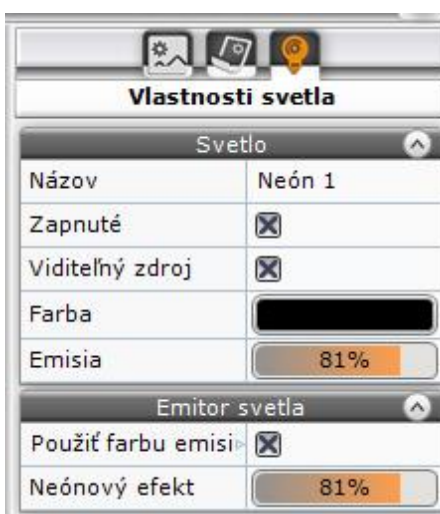 Vlastnosti svetla
Svetlo
Názov Neón 1
Zapnuté
Viditeľný zdroj
Farba
Emisia 81%
Emitor svetla
Použiť farbu emisi
Neónový efekt 81%